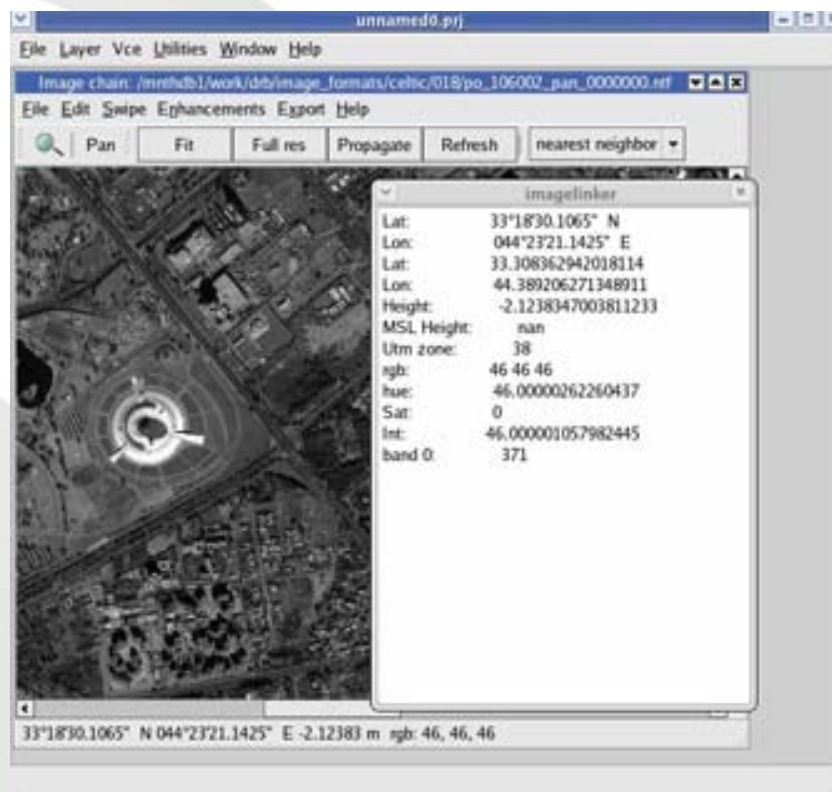 unnamed0.prj
File Layer Vce Utilities Window Help
Image chain: /mnthdb1/work/drb/image_formats/celtic/018/po_106002_pan_0000000.ntf
File Edit Swipe Enhancements Export Help
Pan Fit Full res Propagate Refresh nearest neighbor
imagelinker
Lat: 33°18'30.1065" N
Lon: 044°23'21.1425" E
Lat: 33.308362942018114
Lon: 44.389206271348911
Height: -2.1238347003811233
MSL Height: nan
Utm zone: 38
rgb: 46 46 46
hue: 46.00000262260437
Sat: 0
Int: 46.000001057982445
band 0: 371
33°18'30.1065" N 044°23'21.1425" E -2.12383 m rgb: 46, 46, 46